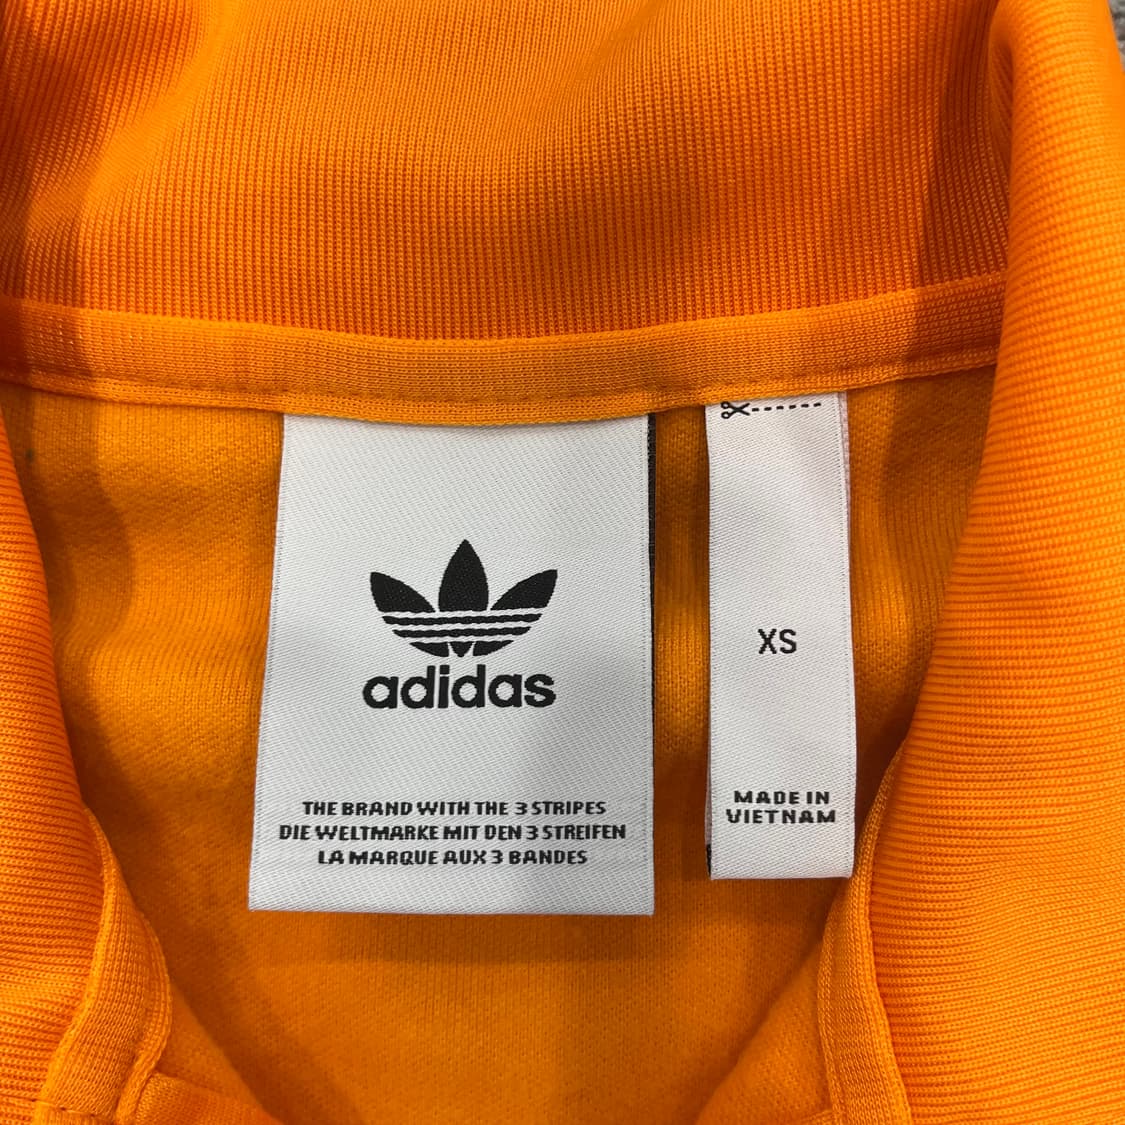 adidas
THE BRAND WITH THE 3 STRIPES
DIE WELTMARKE MIT DEN 3 STREIFEN
LA MARQUE AUX 3 BANDES
XS
MADE IN
VIETNAM